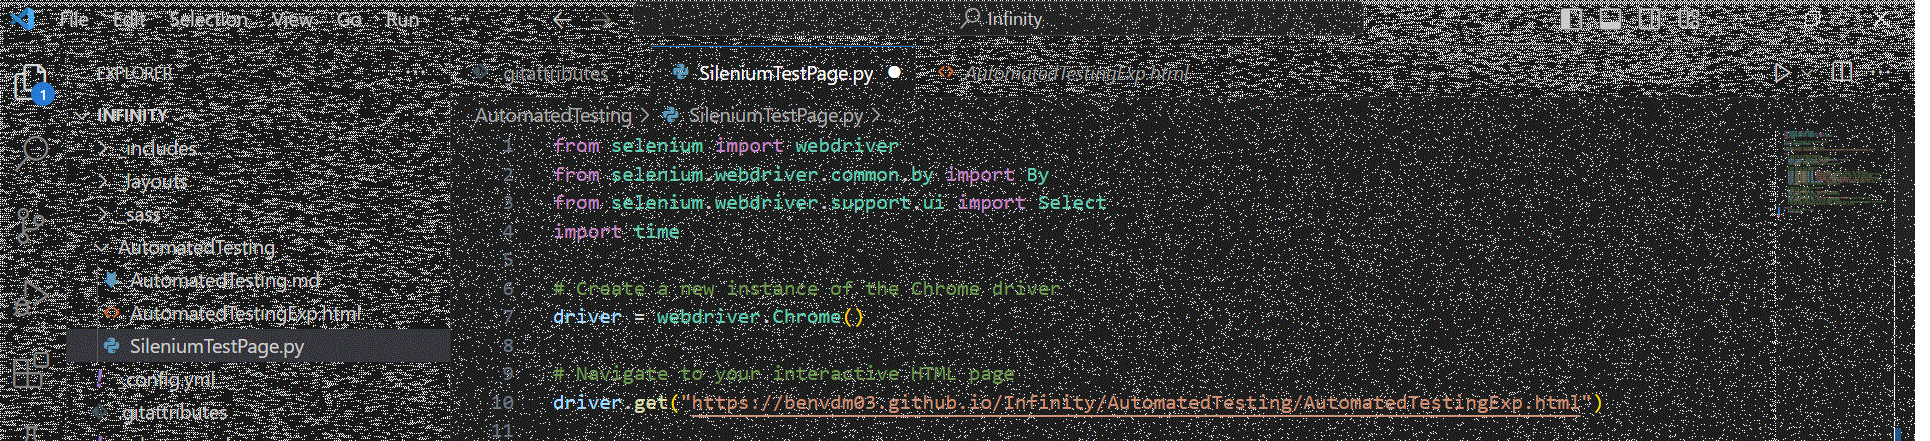 File Edit Selection View Go Run ... Infinity
EXPLORER ...
.gitattributes SileniumTestPage.py AutomatedTestingExp.html
1
INFINITY
AutomatedTesting > SileniumTestPage.py >
_includes
_layouts
_sass
AutomatedTesting
AutomatedTesting.md
AutomatedTestingExp.html
SileniumTestPage.py
_config.yml
.gitattributes
1 from selenium import webdriver
2 from selenium.webdriver.common.by import By
3 from selenium.webdriver.support.ui import Select
4 import time
5
6 # Create a new instance of the Chrome driver
7 driver = webdriver.Chrome()
8
9 # Navigate to your interactive HTML page
10 driver.get("https://benvdm03.github.io/Infinity/AutomatedTesting/AutomatedTestingExp.html")
11